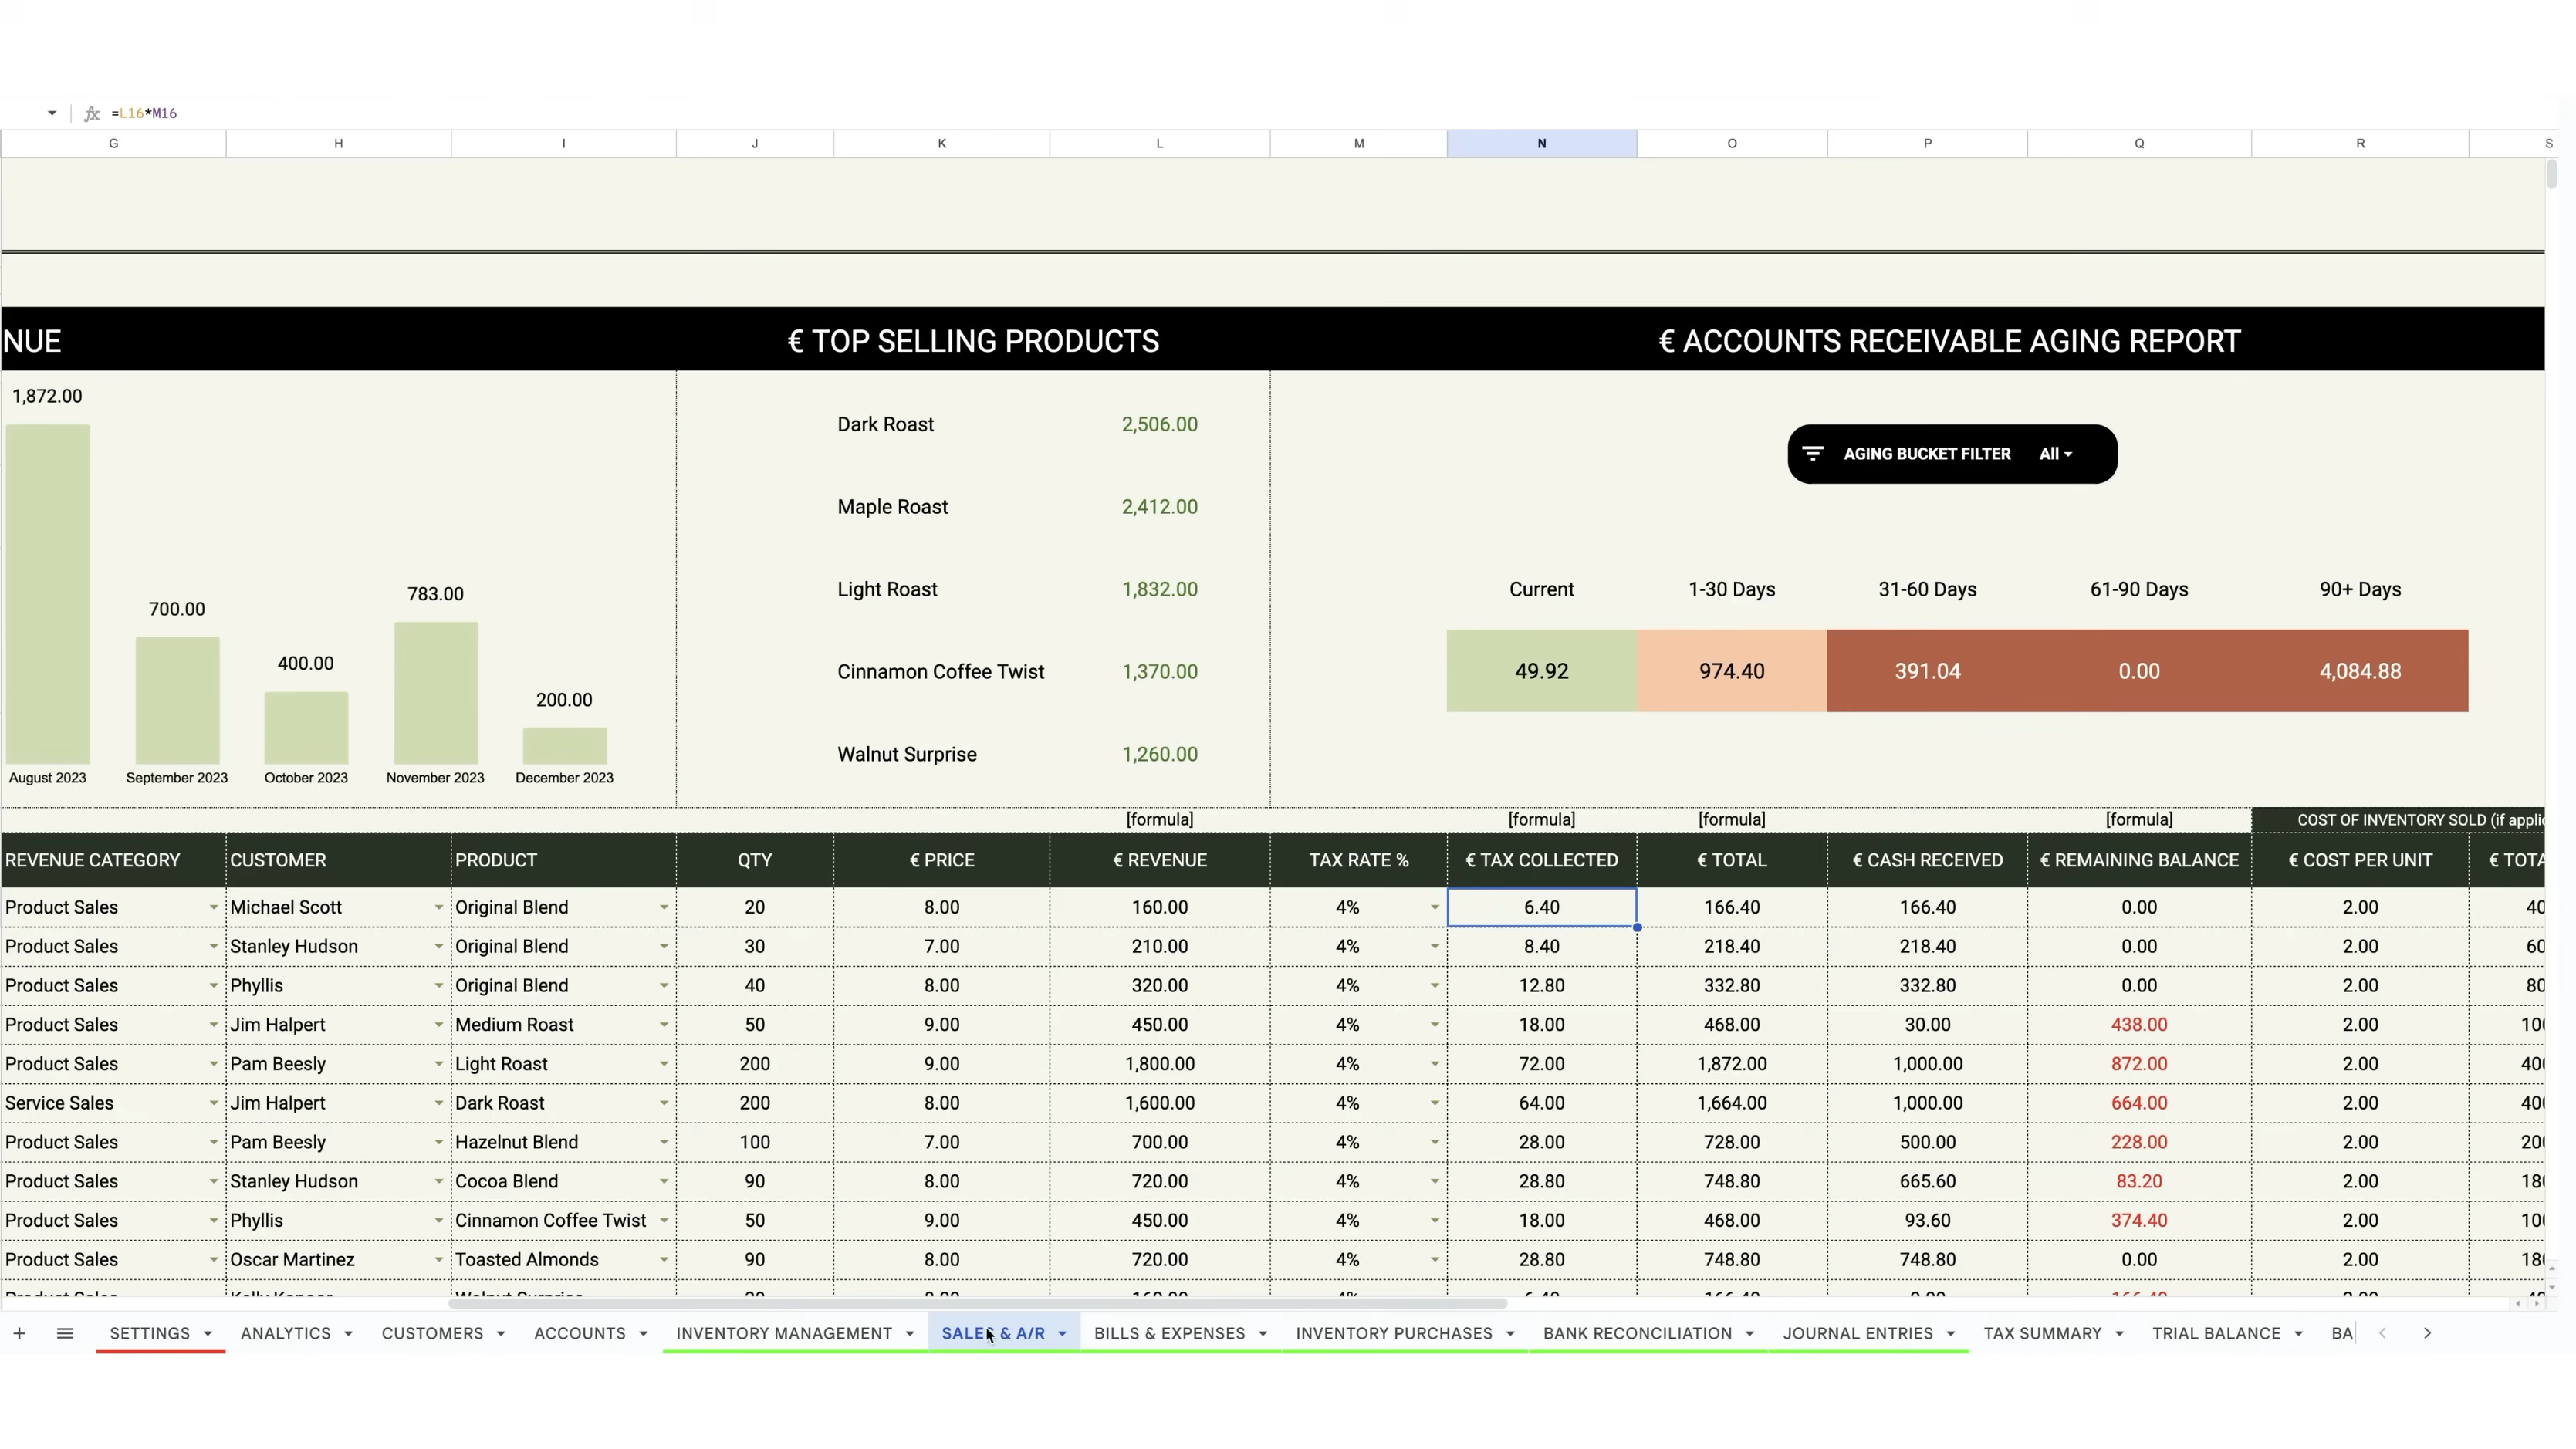 fx =L16*M16
G H I J K L M N O P Q R S
NUE
€ TOP SELLING PRODUCTS
€ ACCOUNTS RECEIVABLE AGING REPORT
1,872.00
700.00
400.00
783.00
200.00
August 2023 September 2023 October 2023 November 2023 December 2023
Dark Roast 2,506.00
Maple Roast 2,412.00
Light Roast 1,832.00
Cinnamon Coffee Twist 1,370.00
Walnut Surprise 1,260.00
AGING BUCKET FILTER All
Current 1-30 Days 31-60 Days 61-90 Days 90+ Days
49.92 974.40 391.04 0.00 4,084.88
[formula] [formula] [formula] [formula] COST OF INVENTORY SOLD (if applic
REVENUE CATEGORY CUSTOMER PRODUCT QTY € PRICE € REVENUE TAX RATE % € TAX COLLECTED € TOTAL € CASH RECEIVED € REMAINING BALANCE € COST PER UNIT € TOTA
Product Sales Michael Scott Original Blend 20 8.00 160.00 4% 6.40 166.40 166.40 0.00 2.00 40
Product Sales Stanley Hudson Original Blend 30 7.00 210.00 4% 8.40 218.40 218.40 0.00 2.00 60
Product Sales Phyllis Original Blend 40 8.00 320.00 4% 12.80 332.80 332.80 0.00 2.00 80
Product Sales Jim Halpert Medium Roast 50 9.00 450.00 4% 18.00 468.00 30.00 438.00 2.00 100
Product Sales Pam Beesly Light Roast 200 9.00 1,800.00 4% 72.00 1,872.00 1,000.00 872.00 2.00 400
Service Sales Jim Halpert Dark Roast 200 8.00 1,600.00 4% 64.00 1,664.00 1,000.00 664.00 2.00 400
Product Sales Pam Beesly Hazelnut Blend 100 7.00 700.00 4% 28.00 728.00 500.00 228.00 2.00 200
Product Sales Stanley Hudson Cocoa Blend 90 8.00 720.00 4% 28.80 748.80 665.60 83.20 2.00 180
Product Sales Phyllis Cinnamon Coffee Twist 50 9.00 450.00 4% 18.00 468.00 93.60 374.40 2.00 100
Product Sales Oscar Martinez Toasted Almonds 90 8.00 720.00 4% 28.80 748.80 748.80 0.00 2.00 180
SETTINGS ANALYTICS CUSTOMERS ACCOUNTS INVENTORY MANAGEMENT SALES & A/R BILLS & EXPENSES INVENTORY PURCHASES BANK RECONCILIATION JOURNAL ENTRIES TAX SUMMARY TRIAL BALANCE BA